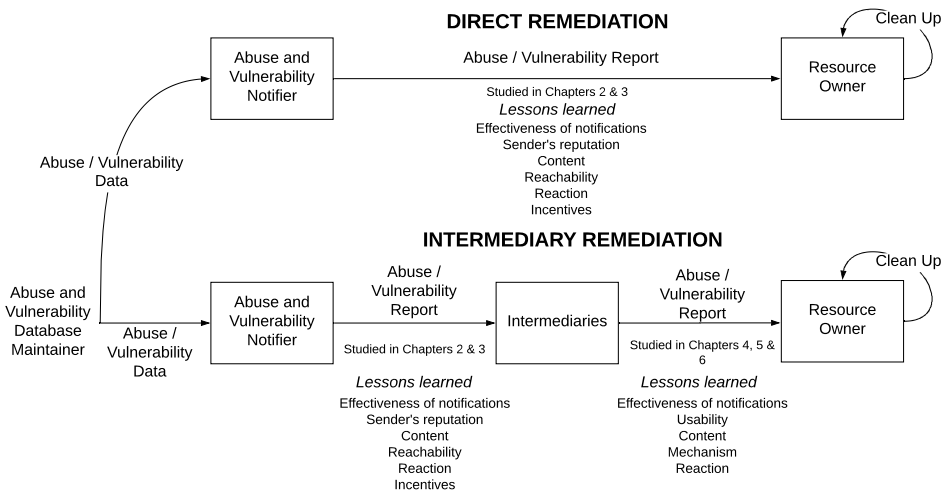 DIRECT REMEDIATION
Clean Up
Abuse and
Vulnerability
Notifier
Abuse / Vulnerability Report
Resource
Owner
Studied in Chapters 2 & 3
Lessons learned
Effectiveness of notifications
Sender's reputation
Content
Reachability
Reaction
Incentives
Abuse / Vulnerability
Data
INTERMEDIARY REMEDIATION
Clean Up
Abuse and
Vulnerability
Database
Maintainer
Abuse /
Vulnerability
Data
Abuse and
Vulnerability
Notifier
Abuse /
Vulnerability
Report
Studied in Chapters 2 & 3
Lessons learned
Effectiveness of notifications
Sender's reputation
Content
Reachability
Reaction
Incentives
Intermediaries
Abuse /
Vulnerability
Report
Studied in Chapters 4, 5 &
6
Lessons learned
Effectiveness of notifications
Usability
Content
Mechanism
Reaction
Resource
Owner